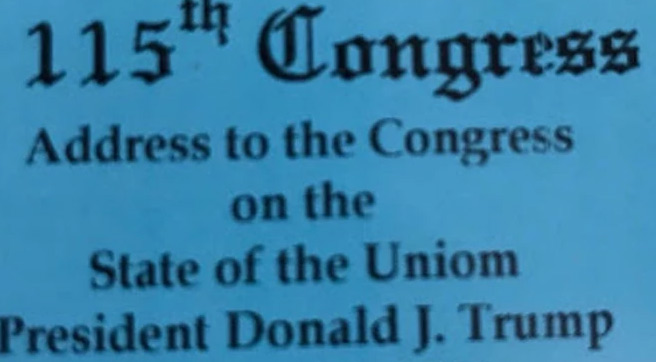 115th Congress
Address to the Congress
on the
State of the Uniom
President Donald J. Trump